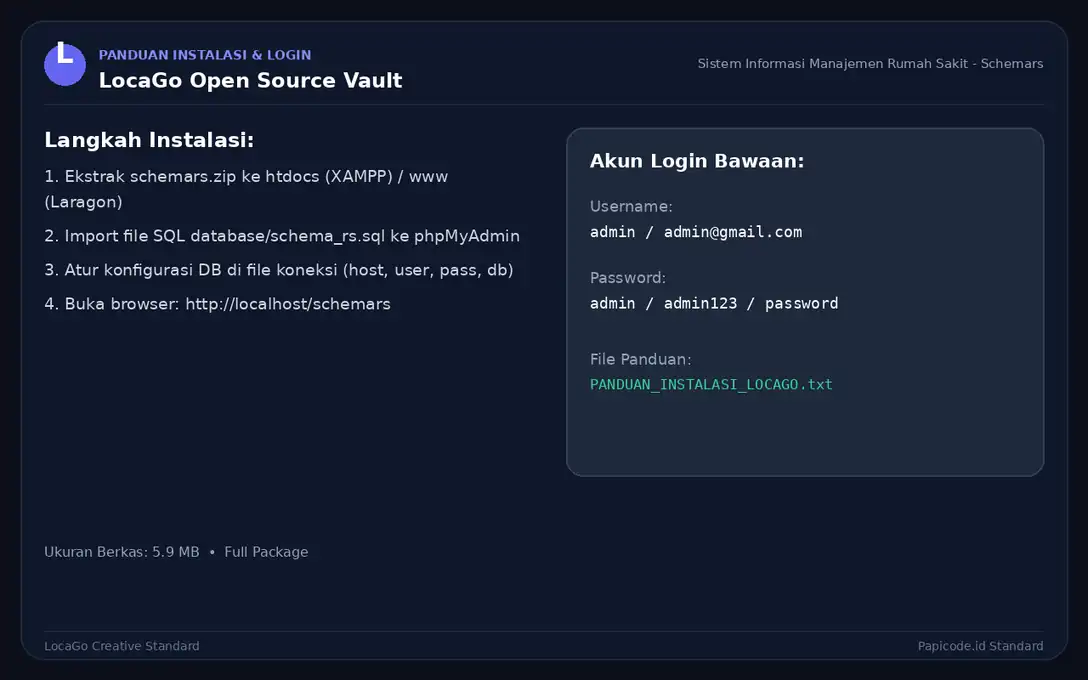 L
PANDUAN INSTALASI & LOGIN
LocaGo Open Source Vault
Sistem Informasi Manajemen Rumah Sakit - Schemars
Langkah Instalasi:
1. Ekstrak schemars.zip ke htdocs (XAMPP) / www
(Laragon)
2. Import file SQL database/schema_rs.sql ke phpMyAdmin
3. Atur konfigurasi DB di file koneksi (host, user, pass, db)
4. Buka browser: http://localhost/schemars
Akun Login Bawaan:
Username:
admin / admin@gmail.com
Password:
admin / admin123 / password
File Panduan:
PANDUAN_INSTALASI_LOCAGO.txt
Ukuran Berkas: 5.9 MB • Full Package
LocaGo Creative Standard
Papicode.id Standard